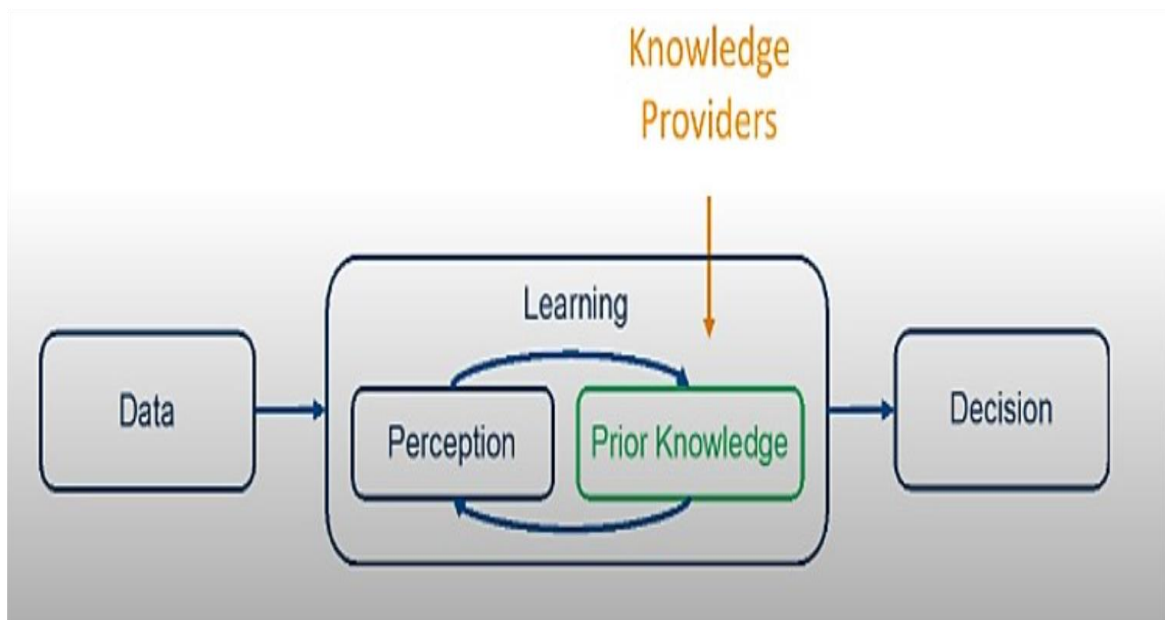 Knowledge
Providers
Learning
Data
Perception
Prior Knowledge
Decision